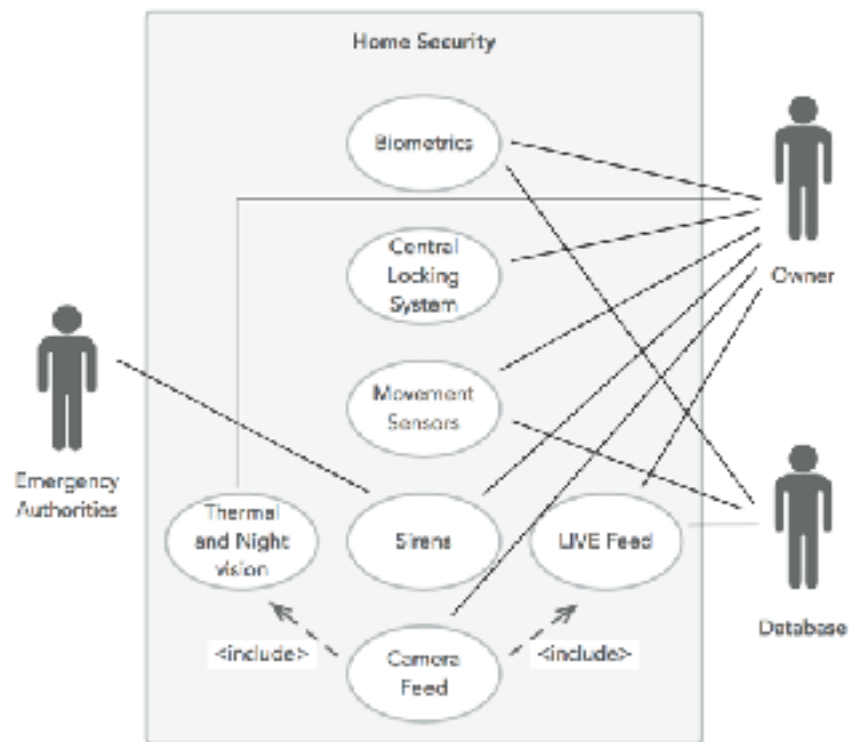 Home Security
Biometrics
Central
Locking
System
Owner
Movement
Sensors
Emergency
Authorities
Thermal
and Night
vision
Sirens
LIVE Feed
Database
<include>
<include>
Camera
Feed